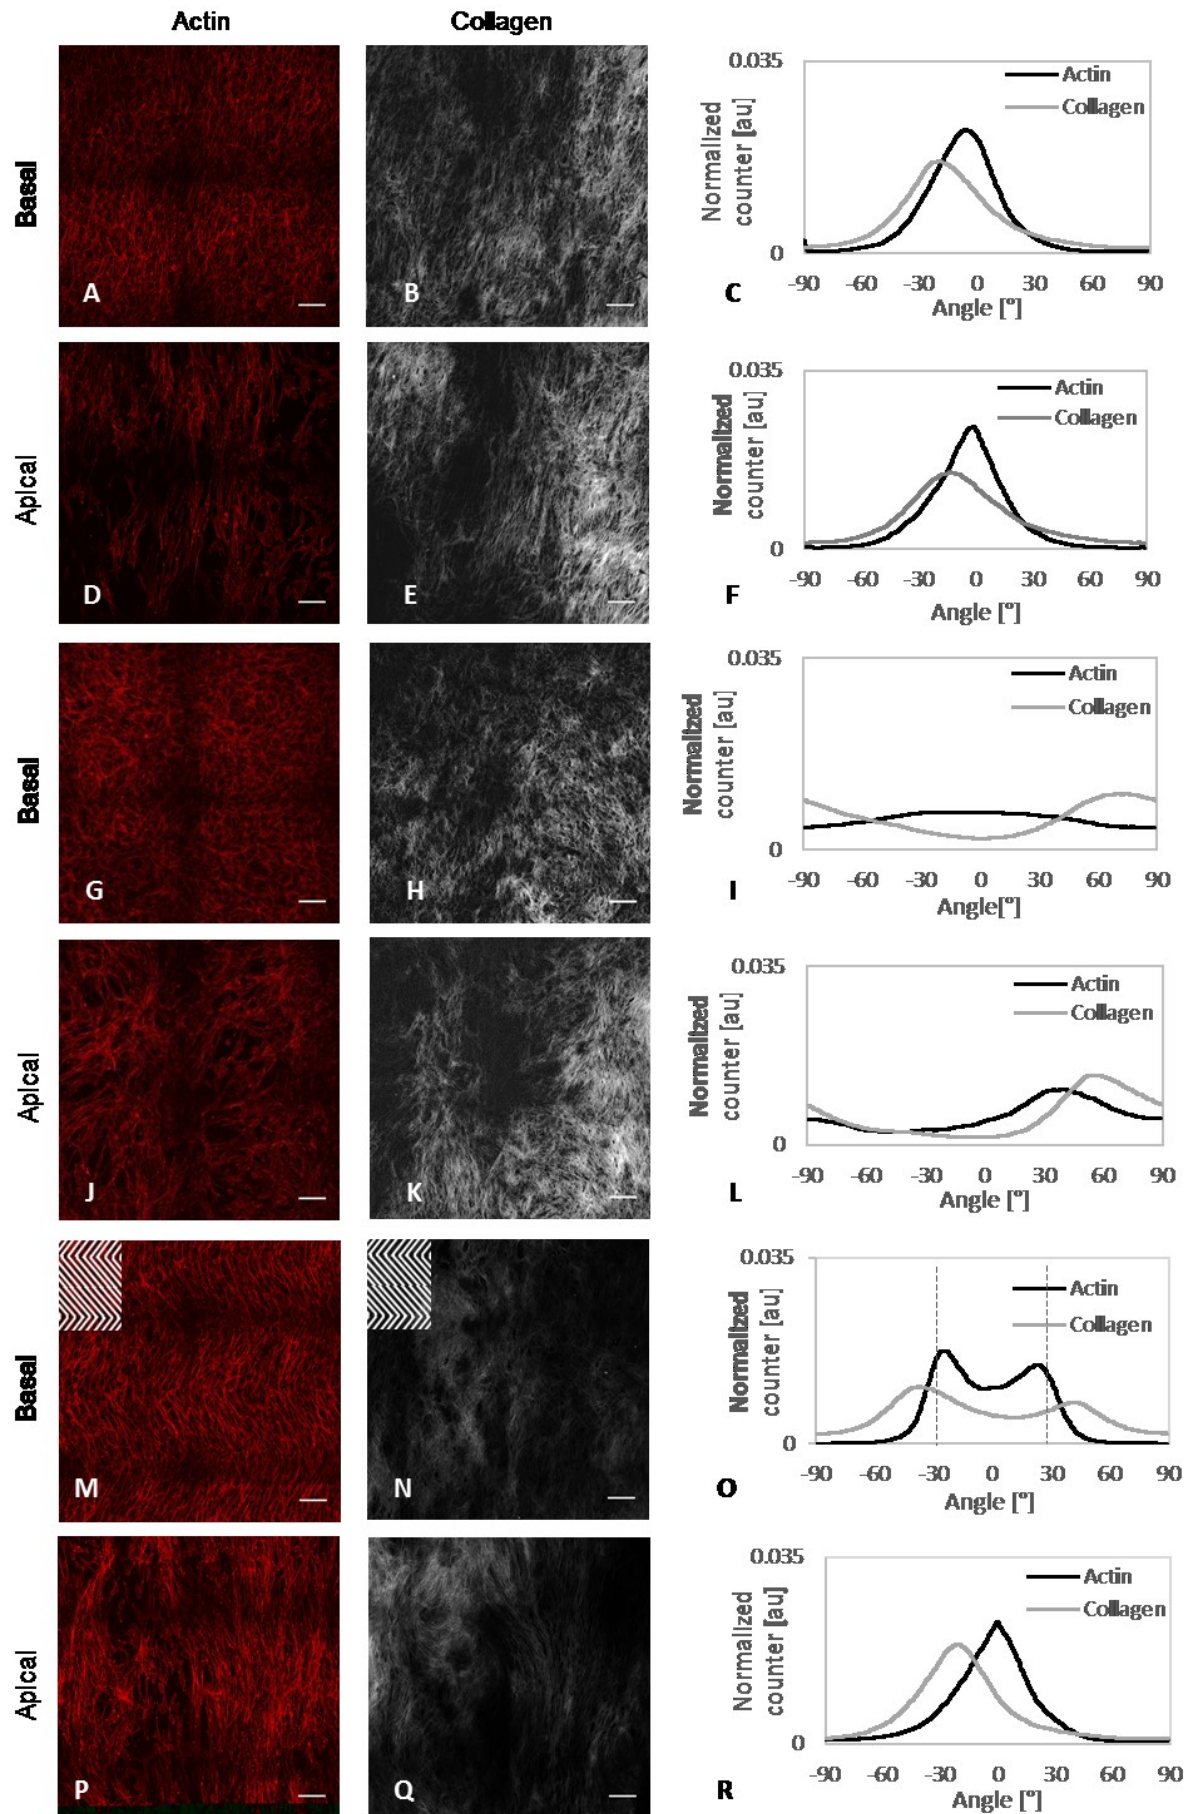 Actin Collagen
Basal
A
B
0.035
Normalized
counter [au]
0
Actin
Collagen
-90 -60 -30 0 30 60 90
Angle [°]
C
Apical
D
E
0.035
Normalized
counter [au]
0
Actin
Collagen
-90 -60 -30 0 30 60 90
Angle [°]
F
Basal
G
H
0.035
Normalized
counter [au]
0
Actin
Collagen
-90 -60 -30 0 30 60 90
Angle[°]
I
Apical
J
K
0.035
Normalized
counter [au]
0
Actin
Collagen
-90 -60 -30 0 30 60 90
Angle [°]
L
Basal
M
N
0.035
Normalized
counter [au]
0
Actin
Collagen
-90 -60 -30 0 30 60 90
Angle [°]
O
Apical
P
Q
0.035
Normalized
counter [au]
0
Actin
Collagen
-90 -60 -30 0 30 60 90
Angle [°]
R